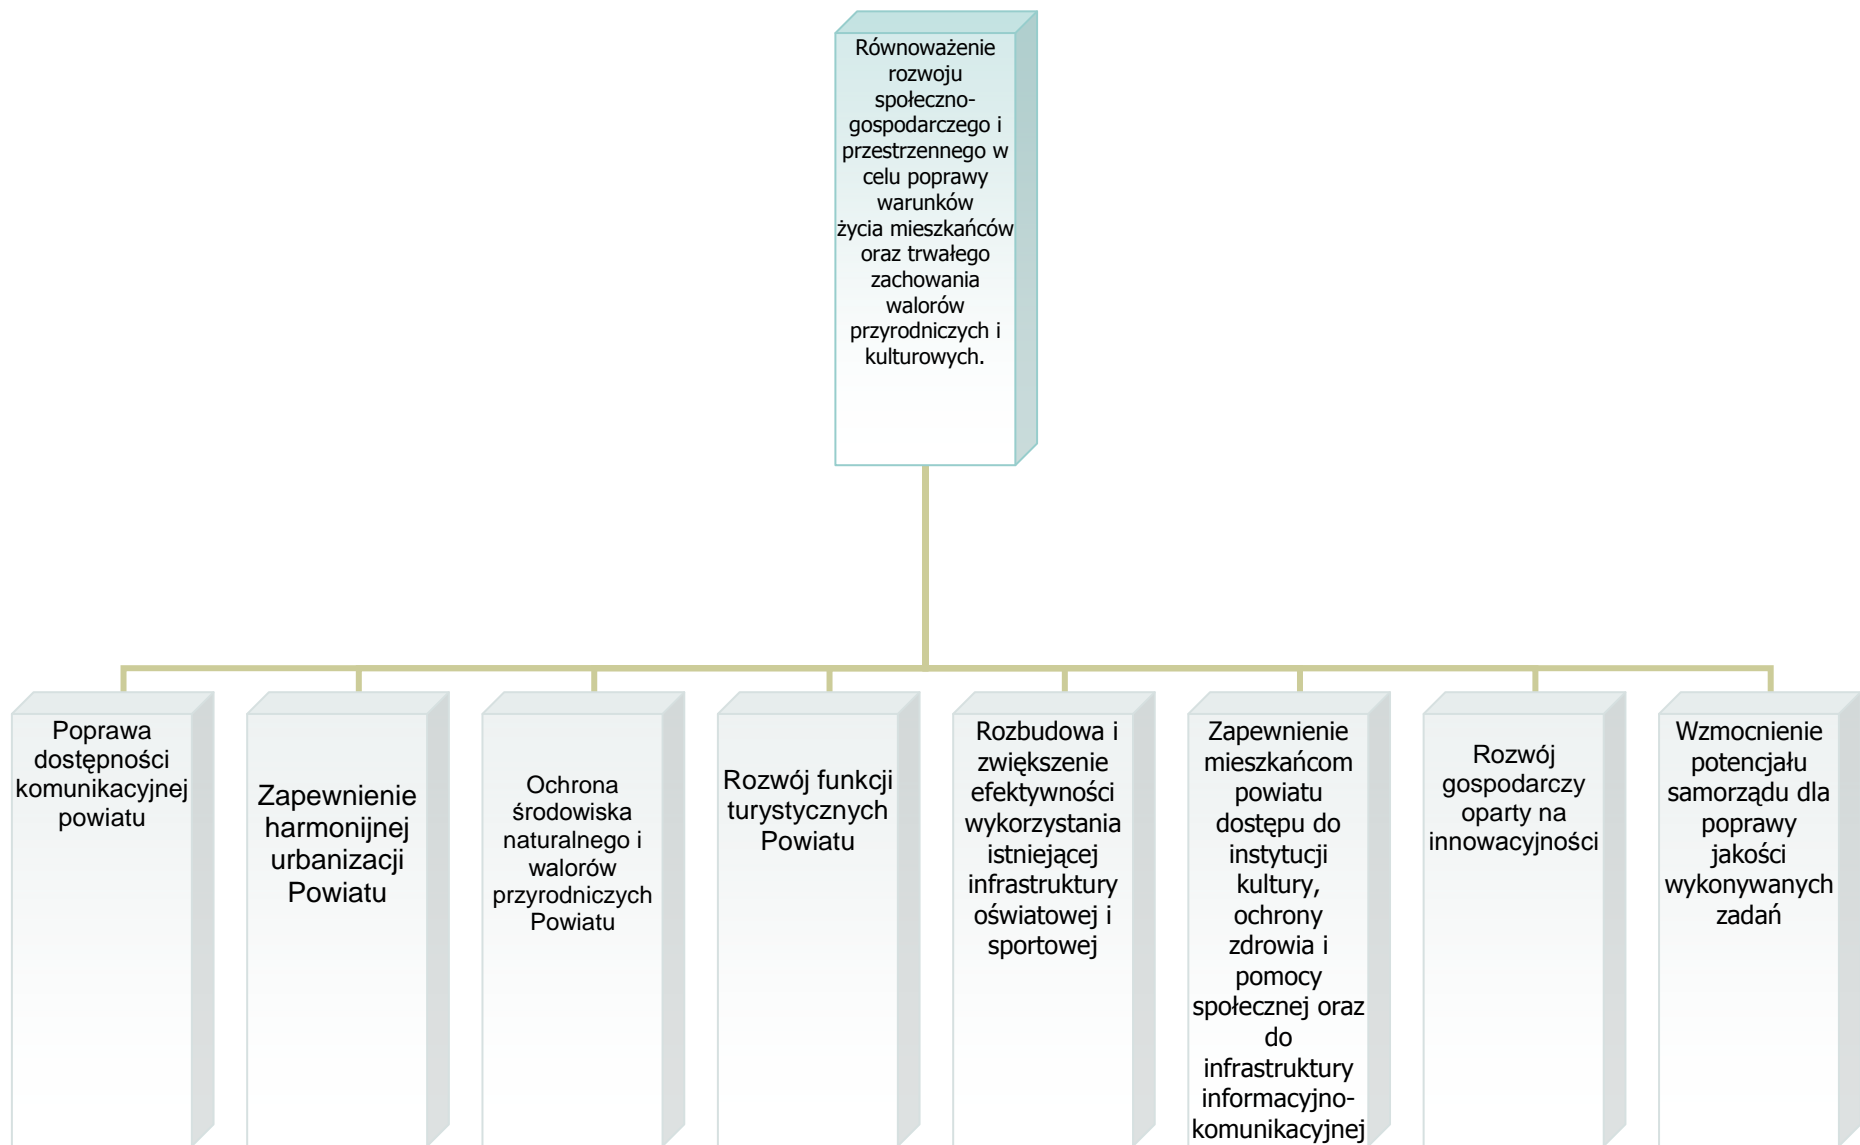 Równoważenie
rozwoju
społeczno-
gospodarczego i
przestrzennego w
celu poprawy
warunków
życia mieszkańców
oraz trwałego
zachowania
walorów
przyrodniczych i
kulturowych.
Poprawa
dostępności
komunikacyjnej
powiatu
Zapewnienie
harmonijnej
urbanizacji
Powiatu
Ochrona
środowiska
naturalnego i
walorów
przyrodniczych
Powiatu
Rozwój funkcji
turystycznych
Powiatu
Rozbudowa i
zwiększenie
efektywności
wykorzystania
istniejącej
infrastruktury
oświatowej i
sportowej
Zapewnienie
mieszkańcom
powiatu
dostępu do
instytucji
kultury,
ochrony
zdrowia i
pomocy
społecznej oraz
do
infrastruktury
informacyjno-
komunikacyjnej
Rozwój
gospodarczy
oparty na
innowacyjności
Wzmocnienie
potencjału
samorządu dla
poprawy
jakości
wykonywanych
zadań